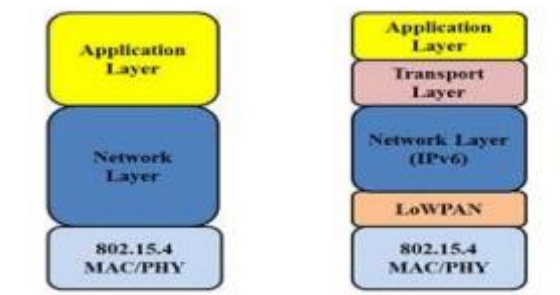 Application
Layer
Network
Layer
802.15.4
MAC/PHY
Application
Layer
Transport
Layer
Network Layer
(IPv6)
LoWPAN
802.15.4
MAC/PHY